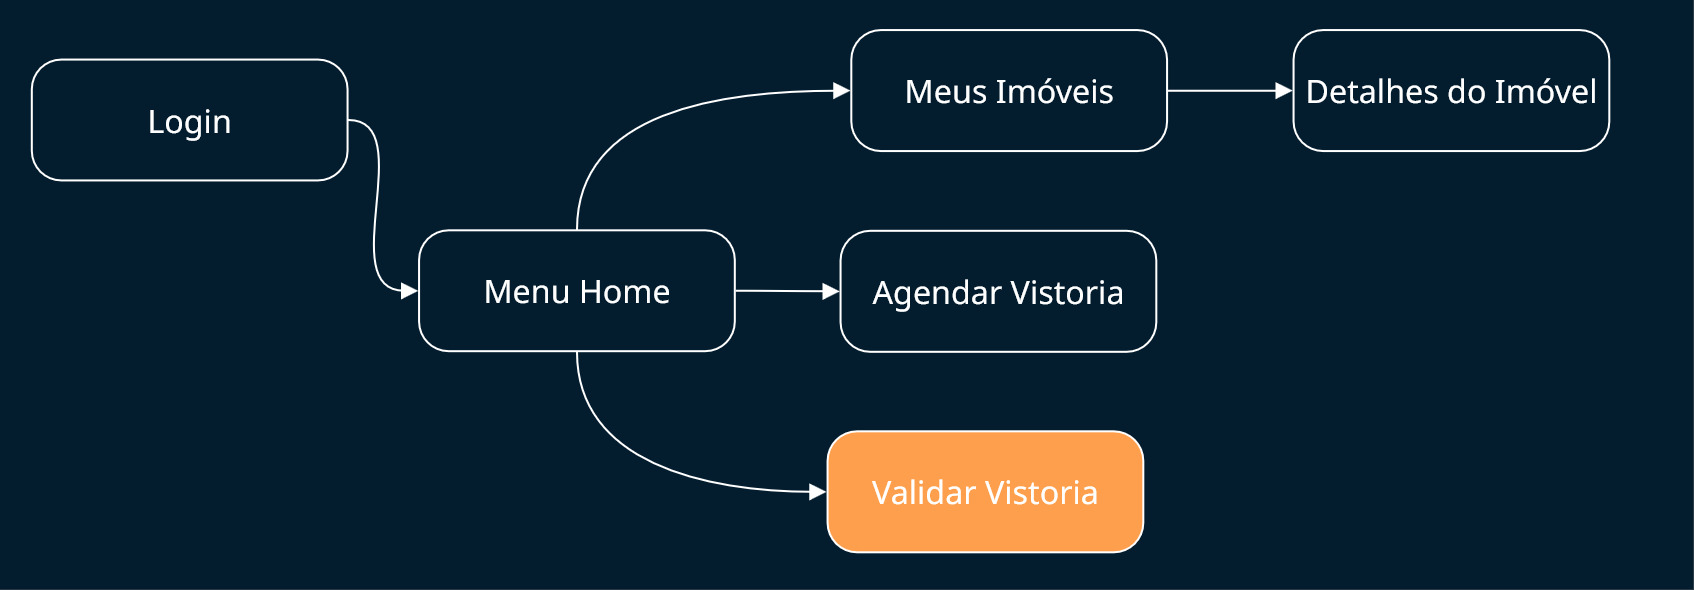 Login
Menu Home
Meus Imóveis
Detalhes do Imóvel
Agendar Vistoria
Validar Vistoria